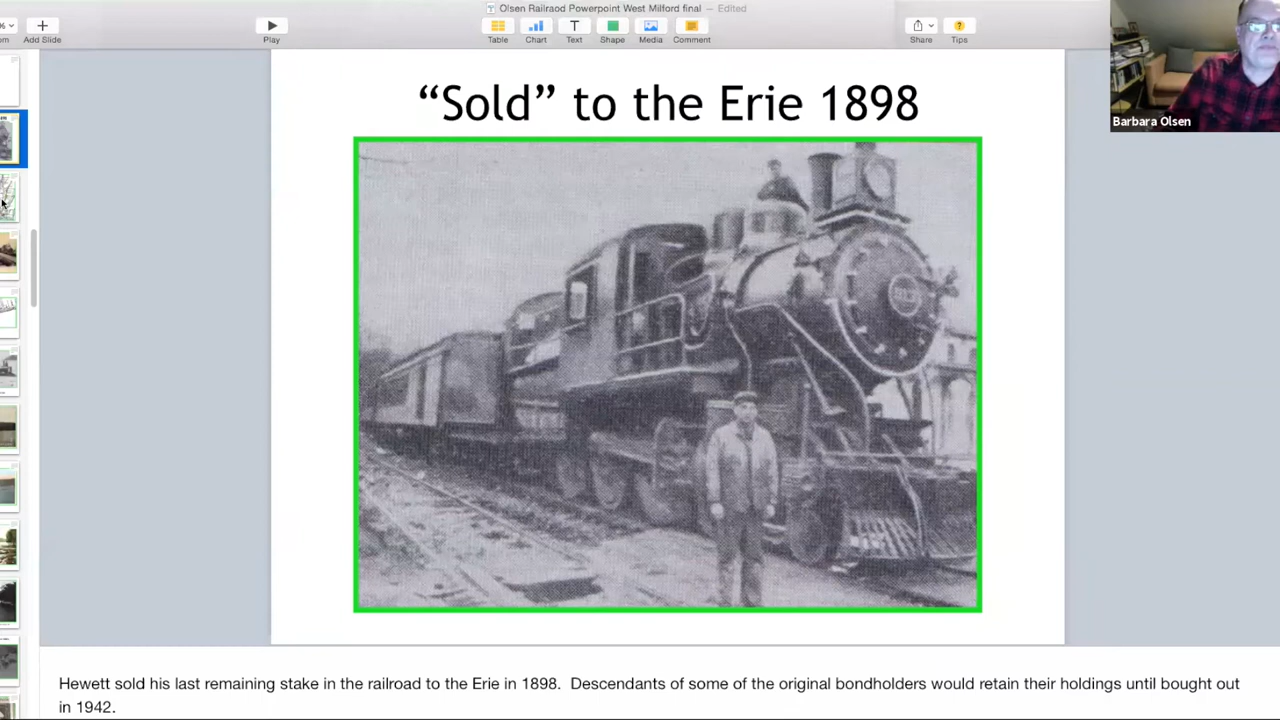 Olsen Railraod Powerpoint West Milford final — Edited
%
Add Slide
Play
Table
Chart
Text
Shape
Media
Comment
Share
Tips
Barbara Olsen
“Sold” to the Erie 1898
Hewett sold his last remaining stake in the railroad to the Erie in 1898.  Descendants of some of the original bondholders would retain their holdings until bought out
in 1942.